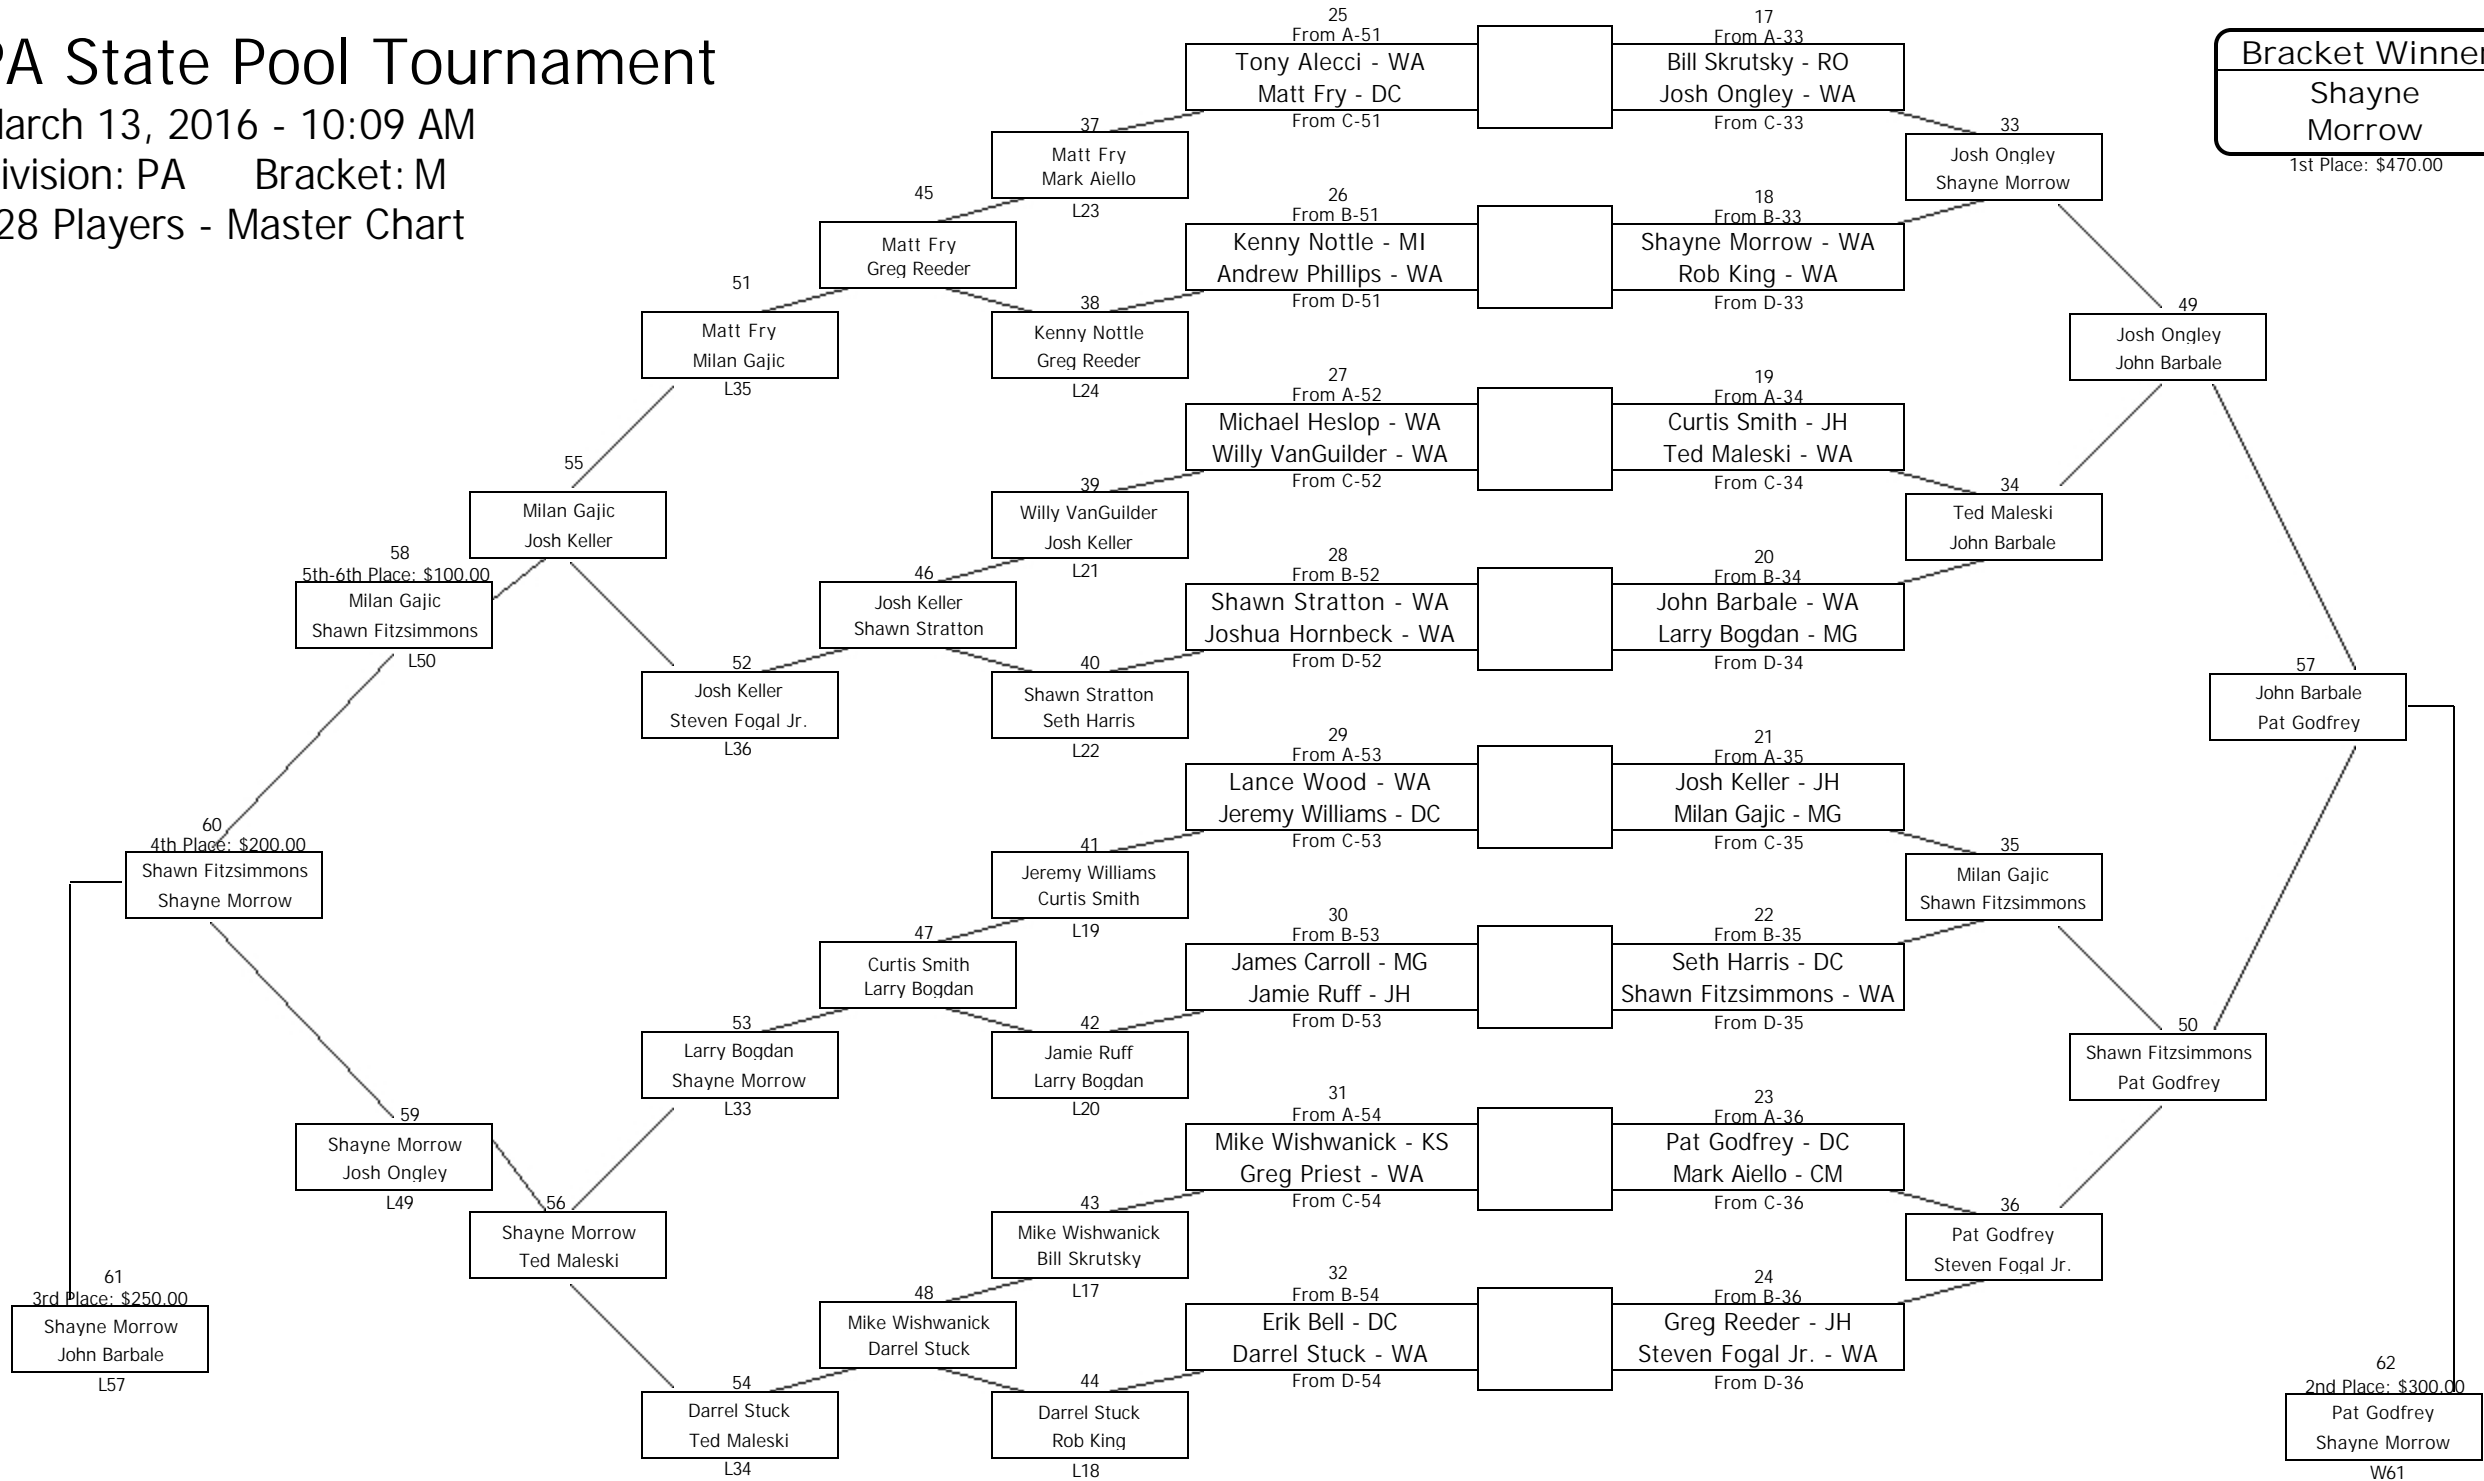 PA State Pool Tournament
March 13, 2016 - 10:09 AM
ivision: PA Bracket: M
28 Players - Master Chart
Bracket Winner
Shayne
Morrow
1st Place: $470.00
25
From A-51
Tony Alecci - WA
Matt Fry - DC
From C-51
26
From B-51
Kenny Nottle - MI
Andrew Phillips - WA
From D-51
27
From A-52
Michael Heslop - WA
Willy VanGuilder - WA
From C-52
28
From B-52
Shawn Stratton - WA
Joshua Hornbeck - WA
From D-52
29
From A-53
Lance Wood - WA
Jeremy Williams - DC
From C-53
30
From B-53
James Carroll - MG
Jamie Ruff - JH
From D-53
31
From A-54
Mike Wishwanick - KS
Greg Priest - WA
From C-54
32
From B-54
Erik Bell - DC
Darrel Stuck - WA
From D-54
17
From A-33
Bill Skrutsky - RO
Josh Ongley - WA
From C-33
18
From B-33
Shayne Morrow - WA
Rob King - WA
From D-33
19
From A-34
Curtis Smith - JH
Ted Maleski - WA
From C-34
20
From B-34
John Barbale - WA
Larry Bogdan - MG
From D-34
21
From A-35
Josh Keller - JH
Milan Gajic - MG
From C-35
22
From B-35
Seth Harris - DC
Shawn Fitzsimmons - WA
From D-35
23
From A-36
Pat Godfrey - DC
Mark Aiello - CM
From C-36
24
From B-36
Greg Reeder - JH
Steven Fogal Jr. - WA
From D-36
33
Josh Ongley
Shayne Morrow
34
Ted Maleski
John Barbale
35
Milan Gajic
Shawn Fitzsimmons
36
Pat Godfrey
Steven Fogal Jr.
49
Josh Ongley
John Barbale
50
Shawn Fitzsimmons
Pat Godfrey
57
John Barbale
Pat Godfrey
62
2nd Place: $300.00
Pat Godfrey
Shayne Morrow
W61
37
Matt Fry
Mark Aiello
L23
38
Kenny Nottle
Greg Reeder
L24
39
Willy VanGuilder
Josh Keller
L21
40
Shawn Stratton
Seth Harris
L22
41
Jeremy Williams
Curtis Smith
L19
42
Jamie Ruff
Larry Bogdan
L20
43
Mike Wishwanick
Bill Skrutsky
L17
44
Darrel Stuck
Rob King
L18
45
Matt Fry
Greg Reeder
46
Josh Keller
Shawn Stratton
47
Curtis Smith
Larry Bogdan
48
Mike Wishwanick
Darrel Stuck
51
Matt Fry
Milan Gajic
L35
52
Josh Keller
Steven Fogal Jr.
L36
53
Larry Bogdan
Shayne Morrow
L33
54
Darrel Stuck
Ted Maleski
L34
55
Milan Gajic
Josh Keller
56
Shayne Morrow
Ted Maleski
58
5th-6th Place: $100.00
Milan Gajic
Shawn Fitzsimmons
L50
59
Shayne Morrow
Josh Ongley
L49
60
4th Place: $200.00
Shawn Fitzsimmons
Shayne Morrow
61
3rd Place: $250.00
Shayne Morrow
John Barbale
L57